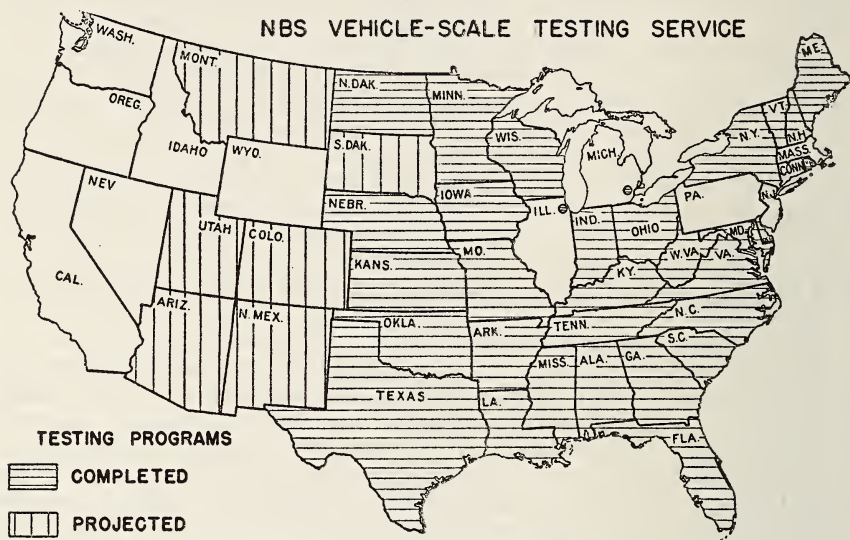 NBS VEHICLE-SCALE TESTING SERVICE
WASH.
MONT.
N.DAK.
MINN.
ME.
OREG.
VT.
N.Y.
N.H.
WIS.
MICH.
MASS.
CONN.
IDAHO
WYO.
S.DAK.
NEV
NEBR.
IOWA
ILL.
IND.
OHIO
PA.
N.J.
UTAH
COLO.
MD.
W.VA.
VA.
CAL.
KANS.
MO.
KY.
ARIZ.
N.MEX.
OKLA.
ARK.
TENN.
N.C.
S.C.
MISS.
ALA.
GA.
TEXAS
LA.
FLA.
TESTING PROGRAMS
COMPLETED
PROJECTED